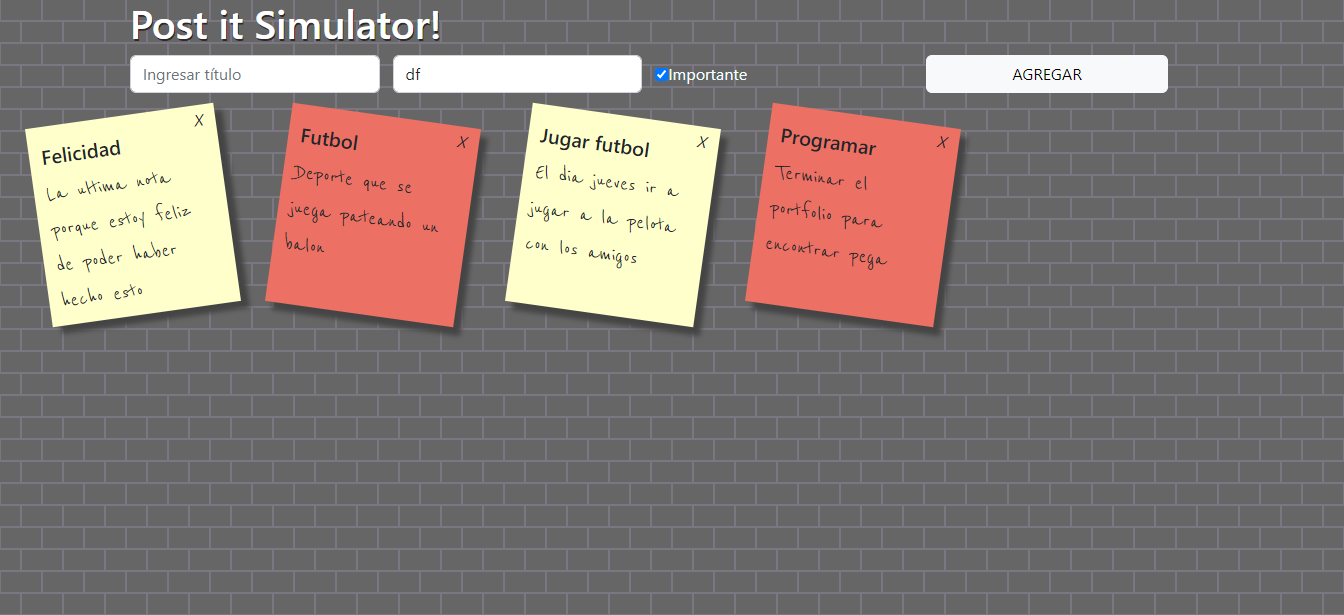 Post it Simulator!
Ingresar título
df
Importante
AGREGAR
X
Felicidad
La ultima nota
porque estoy feliz
de poder haber
hecho esto
X
Futbol
Deporte que se
juega pateando un
balon
X
Jugar futbol
El dia jueves ir a
jugar a la pelota
con los amigos
X
Programar
Terminar el
portfolio para
encontrar pega